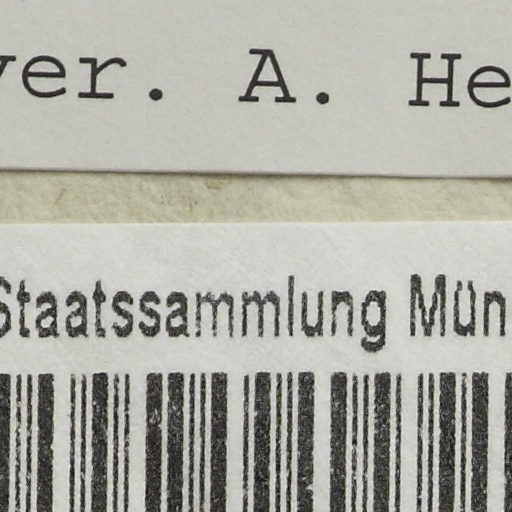 ver. A. He
Staatssammlung Mün